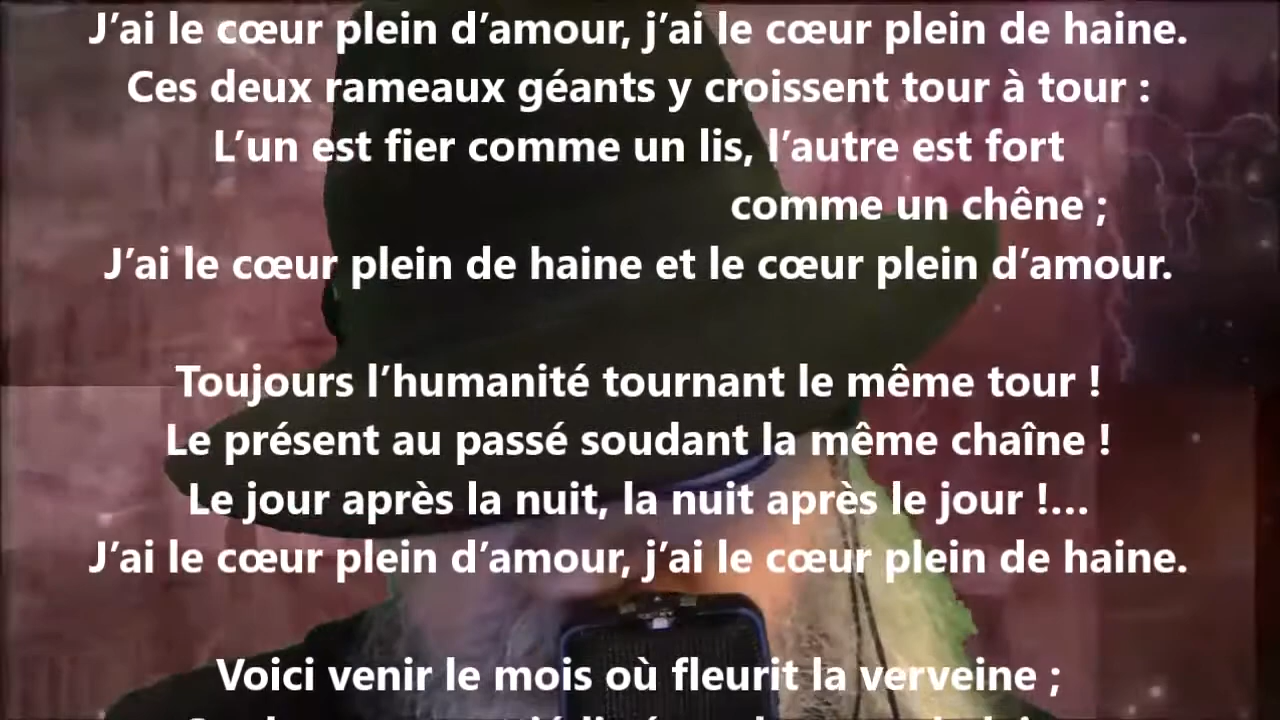 J’ai le cœur plein d’amour, j’ai le cœur plein de haine.
Ces deux rameaux géants y croissent tour à tour :
L’un est fier comme un lis, l’autre est fort
comme un chêne ;
J’ai le cœur plein de haine et le cœur plein d’amour.
Toujours l’humanité tournant le même tour !
Le présent au passé soudant la même chaîne !
Le jour après la nuit, la nuit après le jour !...
J’ai le cœur plein d’amour, j’ai le cœur plein de haine.
Voici venir le mois où fleurit la verveine ;